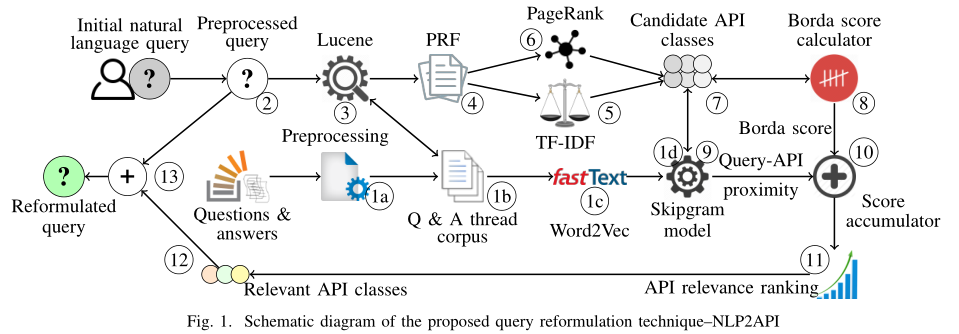 Initial natural
language query
Preprocessed
query
Lucene
PRF
PageRank
Candidate API
classes
Borda score
calculator
?
?
2
3
4
6
5
TF-IDF
7
8
Preprocessing
Borda score
1d
9
Query-API
proximity
10
?
+
13
1a
1b
fastText
1c
Reformulated
query
Questions &
answers
Q & A thread
corpus
Word2Vec
Skipgram
model
Score
accumulator
12
11
Relevant API classes
API relevance ranking
Fig. 1. Schematic diagram of the proposed query reformulation technique–NLP2API